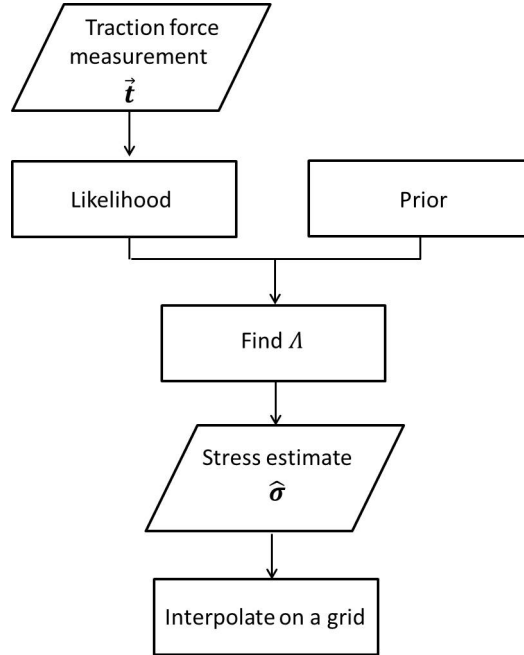 Traction force
measurement
t⃗
Likelihood
Prior
Find Λ
Stress estimate
σ̂
Interpolate on a grid